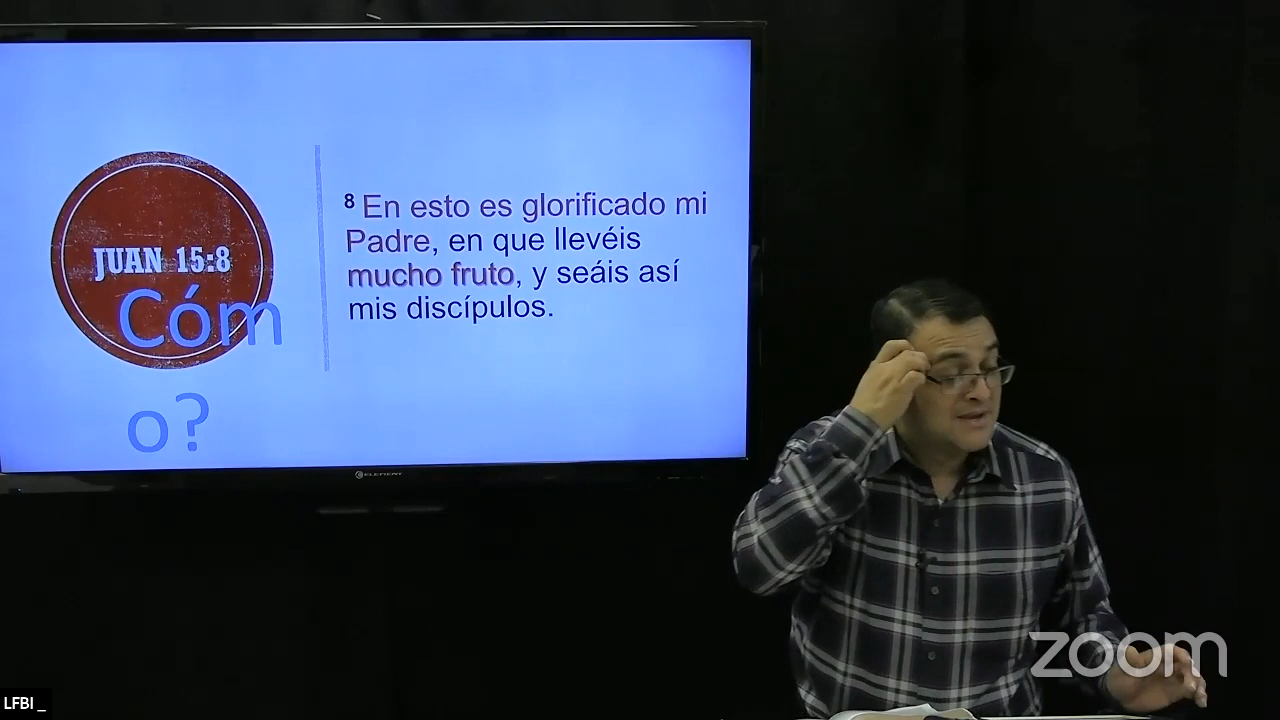 JUAN 15:8
Cóm
o?
8 En esto es glorificado mi
Padre, en que llevéis
mucho fruto, y seáis así
mis discípulos.
ELEMENT
zoom
LFBI _